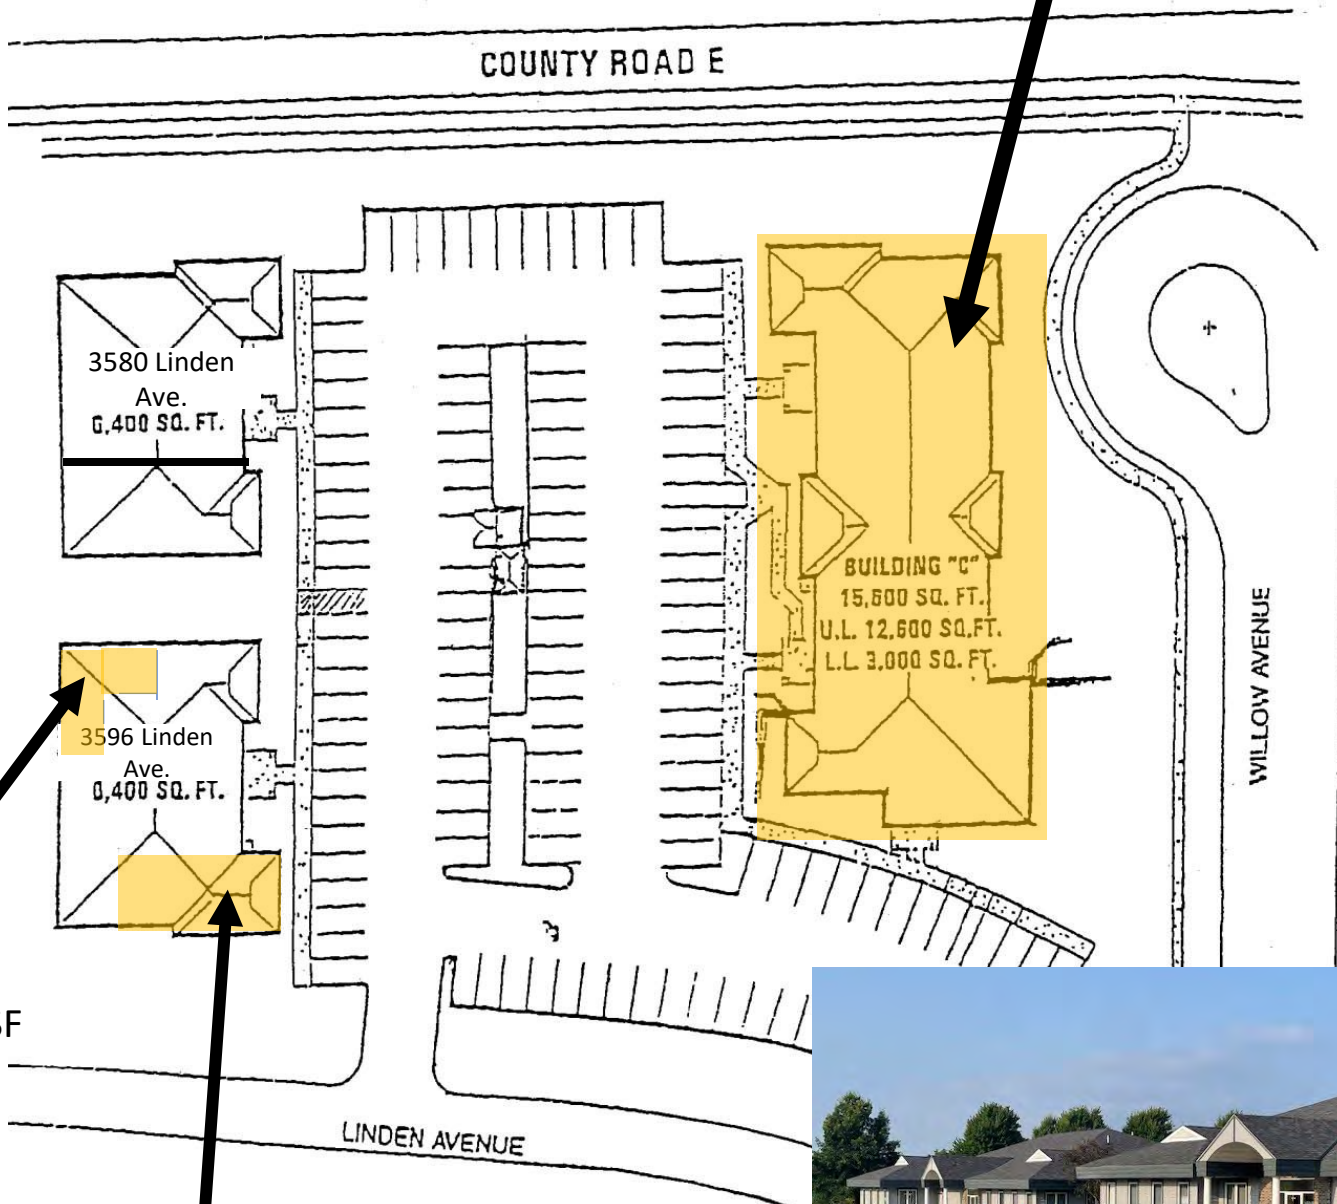 COUNTY ROAD E
3580 Linden
Ave.
6,400 SQ. FT.
BUILDING "C"
15,600 SQ. FT.
U.L. 12,600 SQ.FT.
L.L. 3,000 SQ. FT.
WILLOW AVENUE
3596 Linden
Ave.
6,400 SQ. FT.
SF
LINDEN AVENUE